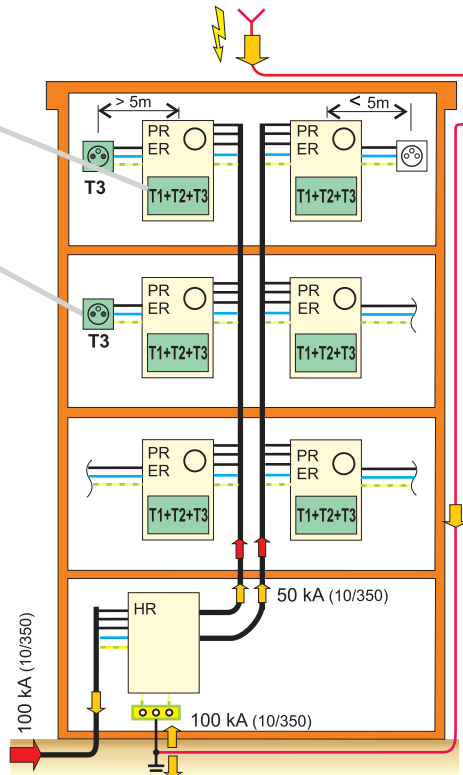 > 5m
< 5m
PR
ER
T1+T2+T3
T3
PR
ER
T1+T2+T3
PR
ER
T1+T2+T3
T3
PR
ER
T1+T2+T3
PR
ER
T1+T2+T3
PR
ER
T1+T2+T3
50 kA (10/350)
HR
100 kA (10/350)
100 kA (10/350)